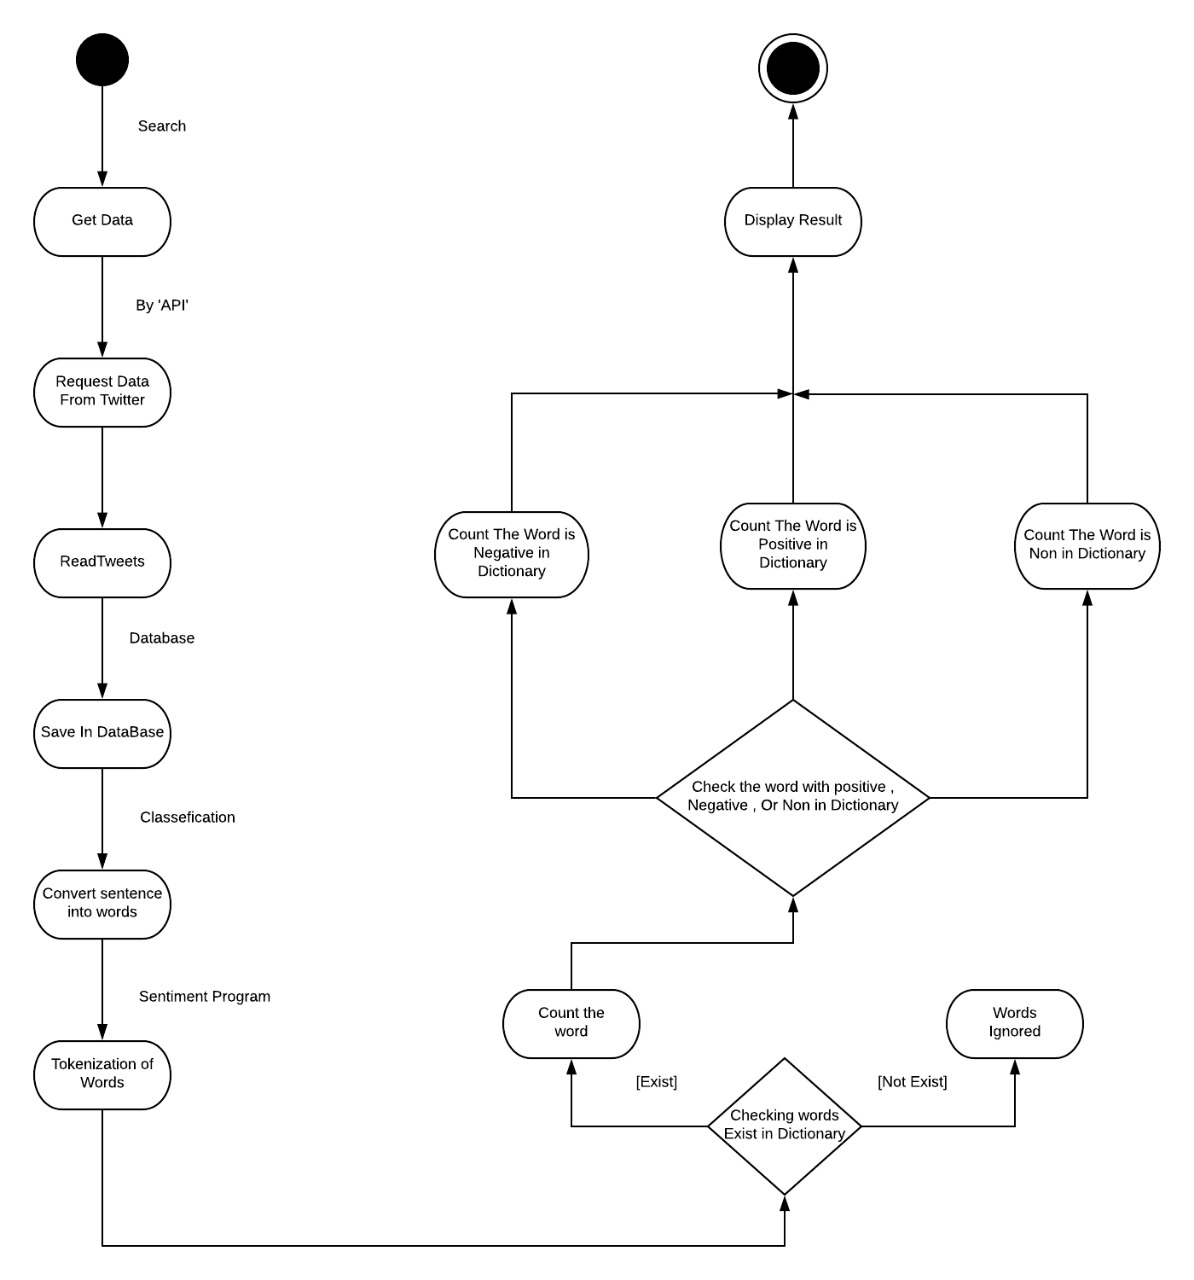 Search
Get Data
By 'API'
Request Data
From Twitter
ReadTweets
Database
Save In DataBase
Classefication
Convert sentence
into words
Sentiment Program
Tokenization of
Words
Checking words
Exist in Dictionary
[Exist]
[Not Exist]
Count the
word
Words
Ignored
Check the word with positive ,
Negative , Or Non in Dictionary
Count The Word is
Negative in
Dictionary
Count The Word is
Positive in
Dictionary
Count The Word is
Non in Dictionary
Display Result